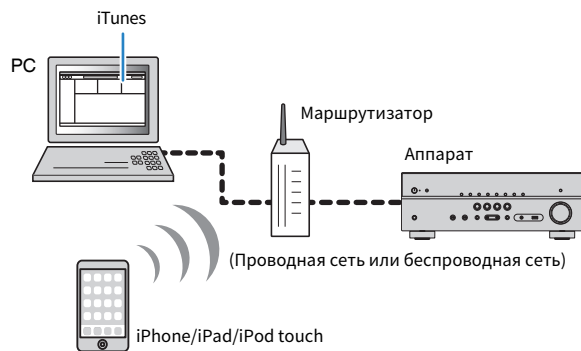 iTunes
PC
Маршрутизатор
Аппарат
(Проводная сеть или беспроводная сеть)
iPhone/iPad/iPod touch